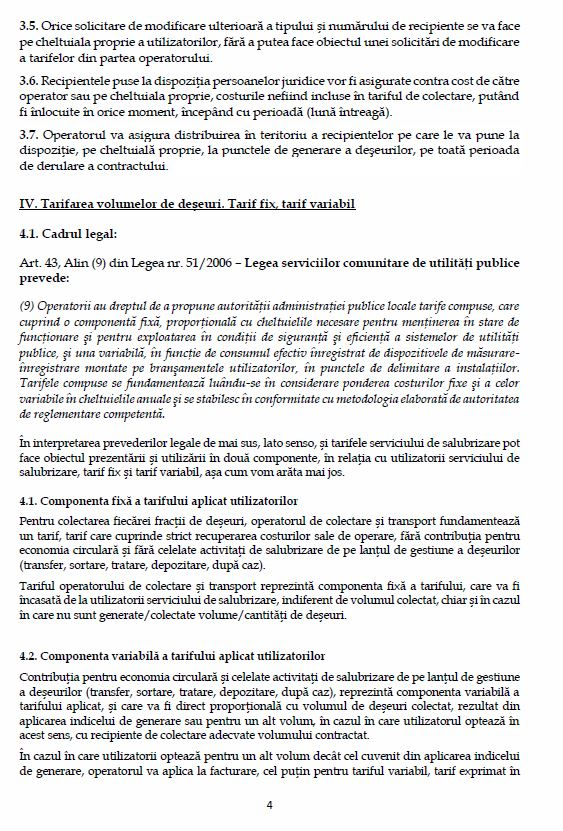 3.5. Orice solicitare de modificare ulterioară a tipului și numărului de recipiente se va face
pe cheltuiala proprie a utilizatorilor, fără a putea face obiectul unei solicitări de modificare
a tarifelor din partea operatorului.
3.6. Recipientele puse la dispoziția persoanelor juridice vor fi asigurate contra cost de către
operator sau pe cheltuiala proprie, costurile nefiind incluse în tariful de colectare, putând
fi înlocuite în orice moment, începând cu perioadă (lună întreagă).
3.7. Operatorul va asigura distribuirea în teritoriu a recipientelor pe care le va pune la
dispoziție, pe cheltuială proprie, la punctele de generare a deșeurilor, pe toată perioada
de derulare a contractului.
IV. Tarifarea volumelor de deșeuri. Tarif fix, tarif variabil
4.1. Cadrul legal:
Art. 43, Alin (9) din Legea nr. 51/2006 – Legea serviciilor comunitare de utilități publice
prevede:
(9) Operatorii au dreptul de a propune autorității administrației publice locale tarife compuse, care
cuprind o componentă fixă, proporțională cu cheltuielile necesare pentru menținerea în stare de
funcționare şi pentru exploatarea în condiții de siguranță şi eficiență a sistemelor de utilități
publice, şi una variabilă, în funcție de consumul efectiv înregistrat de dispozitivele de măsurare-
înregistrare montate pe branşamentele utilizatorilor, în punctele de delimitare a instalațiilor.
Tarifele compuse se fundamentează luându-se în considerare ponderea costurilor fixe şi a celor
variabile în cheltuielile anuale şi se stabilesc în conformitate cu metodologia elaborată de autoritatea
de reglementare competentă.
În interpretarea prevederilor legale de mai sus, lato senso, și tarifele serviciului de salubrizare pot
face obiectul prezentării și utilizării în două componente, în relația cu utilizatorii serviciului de
salubrizare, tarif fix și tarif variabil, așa cum vom arăta mai jos.
4.1. Componenta fixă a tarifului aplicat utilizatorilor
Pentru colectarea fiecărei fracții de deșeuri, operatorul de colectare și transport fundamentează
un tarif, tarif care cuprinde strict recuperarea costurilor sale de operare, fără contribuția pentru
economia circulară și fără celelate activitați de salubrizare de pe lanțul de gestiune a deșeurilor
(transfer, sortare, tratare, depozitare, după caz).
Tariful operatorului de colectare și transport reprezintă componenta fixă a tarifului, care va fi
încasată de la utilizatorii serviciului de salubrizare, indiferent de volumul colectat, chiar și în cazul
în care nu sunt generate/colectate volume/cantități de deșeuri.
4.2. Componenta variabilă a tarifului aplicat utilizatorilor
Contribuția pentru economia circulară și celelate activitați de salubrizare de pe lanțul de gestiune
a deșeurilor (transfer, sortare, tratare, depozitare, după caz), reprezintă componenta variabilă a
tarifului aplicat, și care va fi direct proporțională cu volumul de deșeuri colectat, rezultat din
aplicarea indicelui de generare sau pentru un alt volum, în cazul în care utilizatorul optează în
acest sens, cu recipiente de colectare adecvate volumului contractat.
În cazul în care utilizatorii optează pentru un alt volum decât cel cuvenit din aplicarea indicelui
de generare, operatorul va aplica la facturare, cel puțin pentru tariful variabil, tarif exprimat în
4